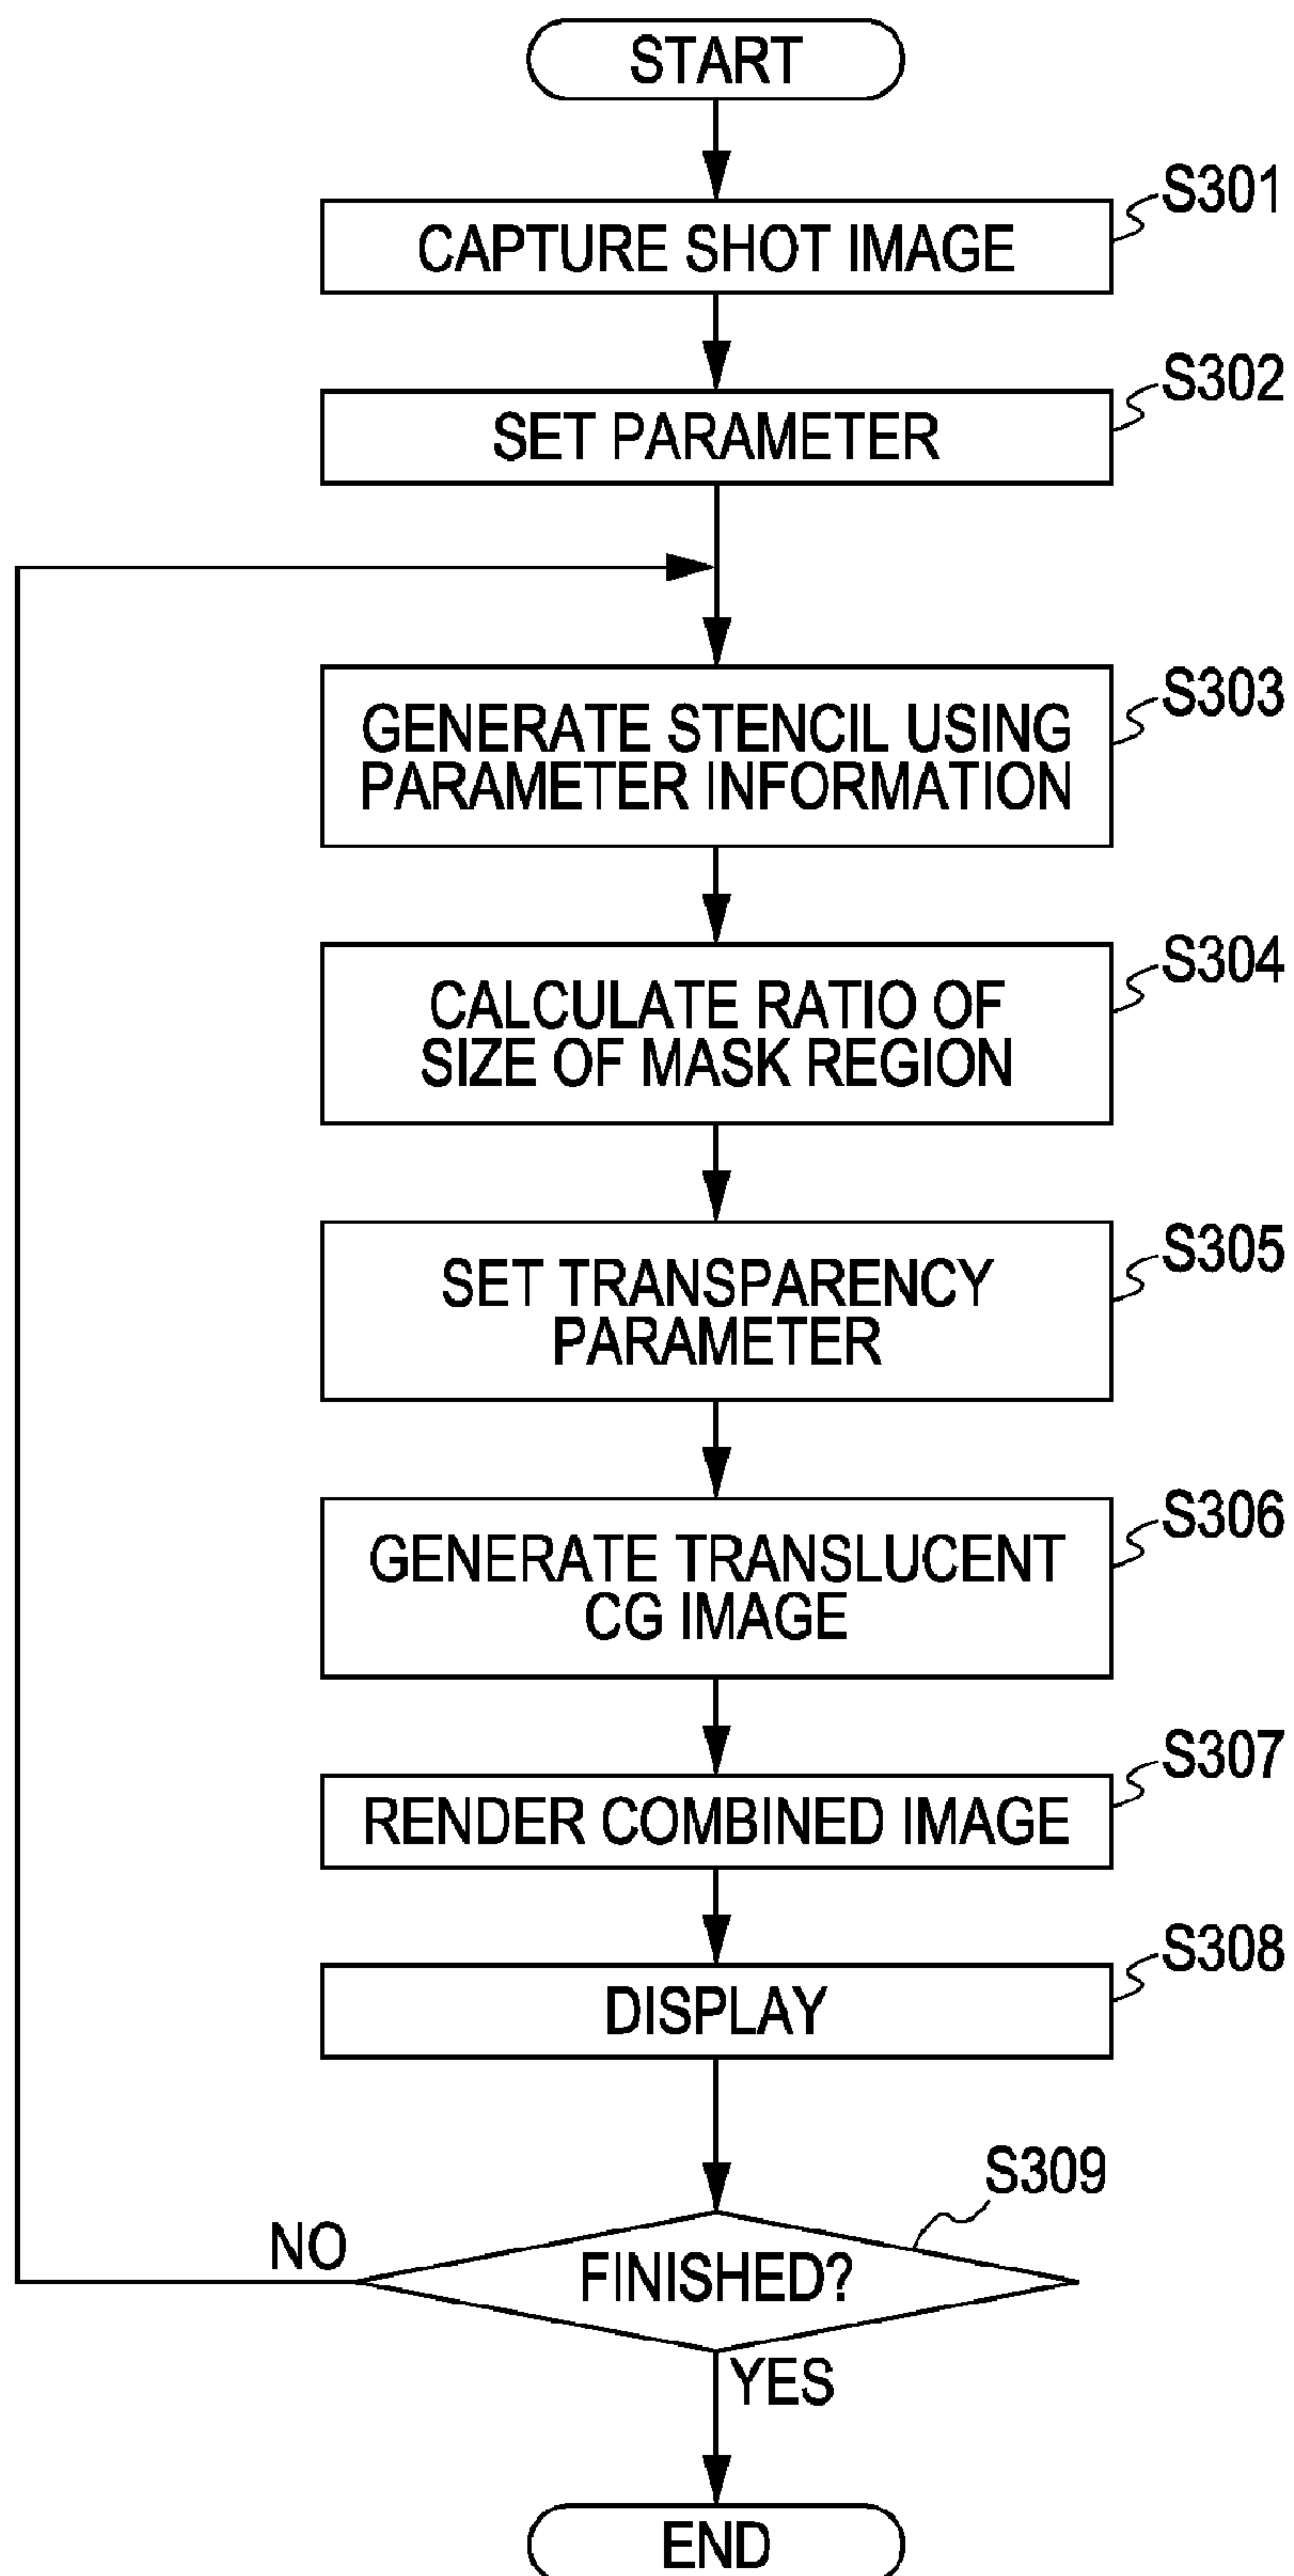 START
S301
CAPTURE SHOT IMAGE
S302
SET PARAMETER
S303
GENERATE STENCIL USING
PARAMETER INFORMATION
S304
CALCULATE RATIO OF
SIZE OF MASK REGION
S305
SET TRANSPARENCY
PARAMETER
S306
GENERATE TRANSLUCENT
CG IMAGE
S307
RENDER COMBINED IMAGE
S308
DISPLAY
S309
NO
FINISHED?
YES
END